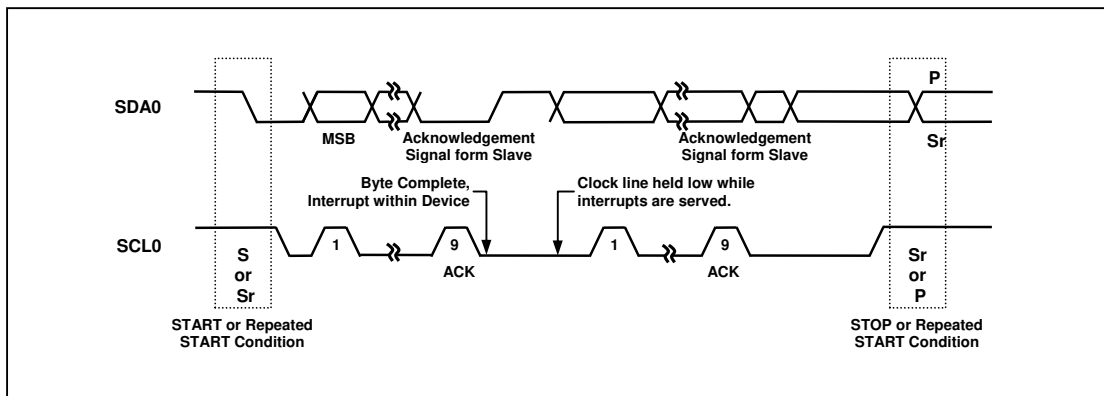 P
SDA0
Sr
MSB
Acknowledgement
Signal form Slave
Acknowledgement
Signal form Slave
Byte Complete,
Interrupt within Device
Clock line held low while
interrupts are served.
SCL0
S
or
Sr
1
9
ACK
1
9
ACK
Sr
or
P
START or Repeated
START Condition
STOP or Repeated
START Condition